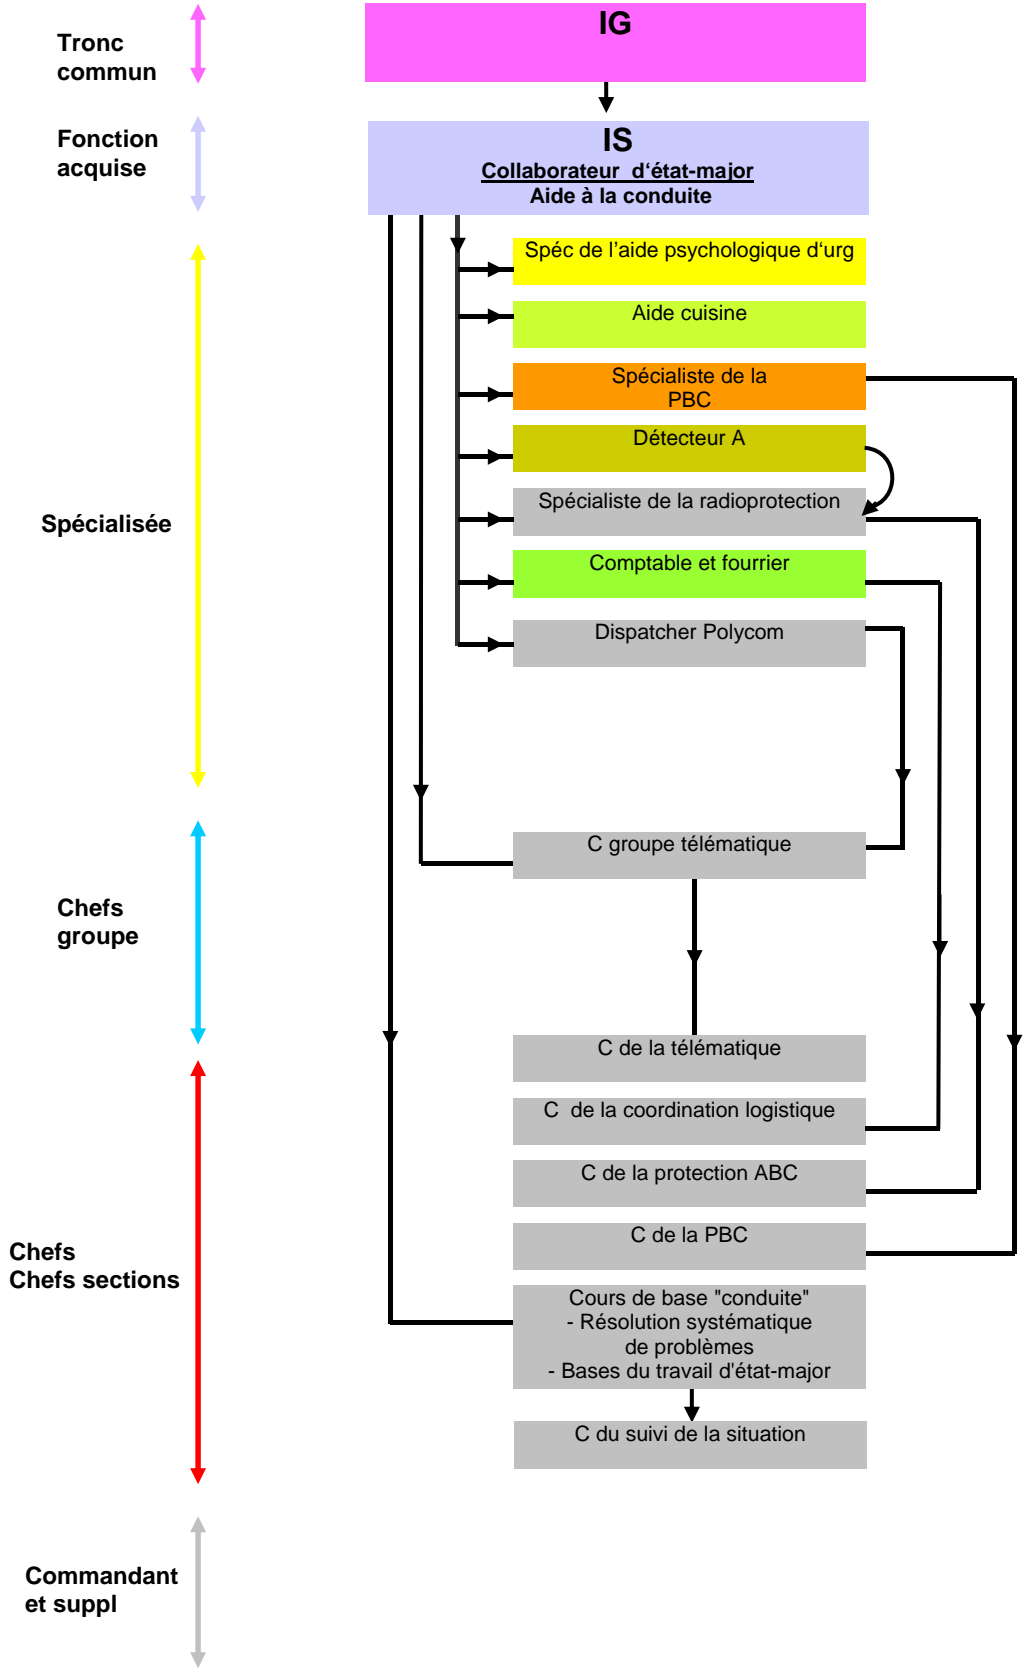 IG
Tronc
commun
IS
Collaborateur d‘état-major
Aide à la conduite
Fonction
acquise
Spéc de l’aide psychologique d‘urg
Aide cuisine
Spécialiste de la
PBC
Détecteur A
Spécialiste de la radioprotection
Spécialisée
Comptable et fourrier
Dispatcher Polycom
C groupe télématique
Chefs
groupe
C de la télématique
C de la coordination logistique
C de la protection ABC
C de la PBC
Chefs
Chefs sections
Cours de base "conduite"
- Résolution systématique
de problèmes
- Bases du travail d'état-major
C du suivi de la situation
Commandant
et suppl